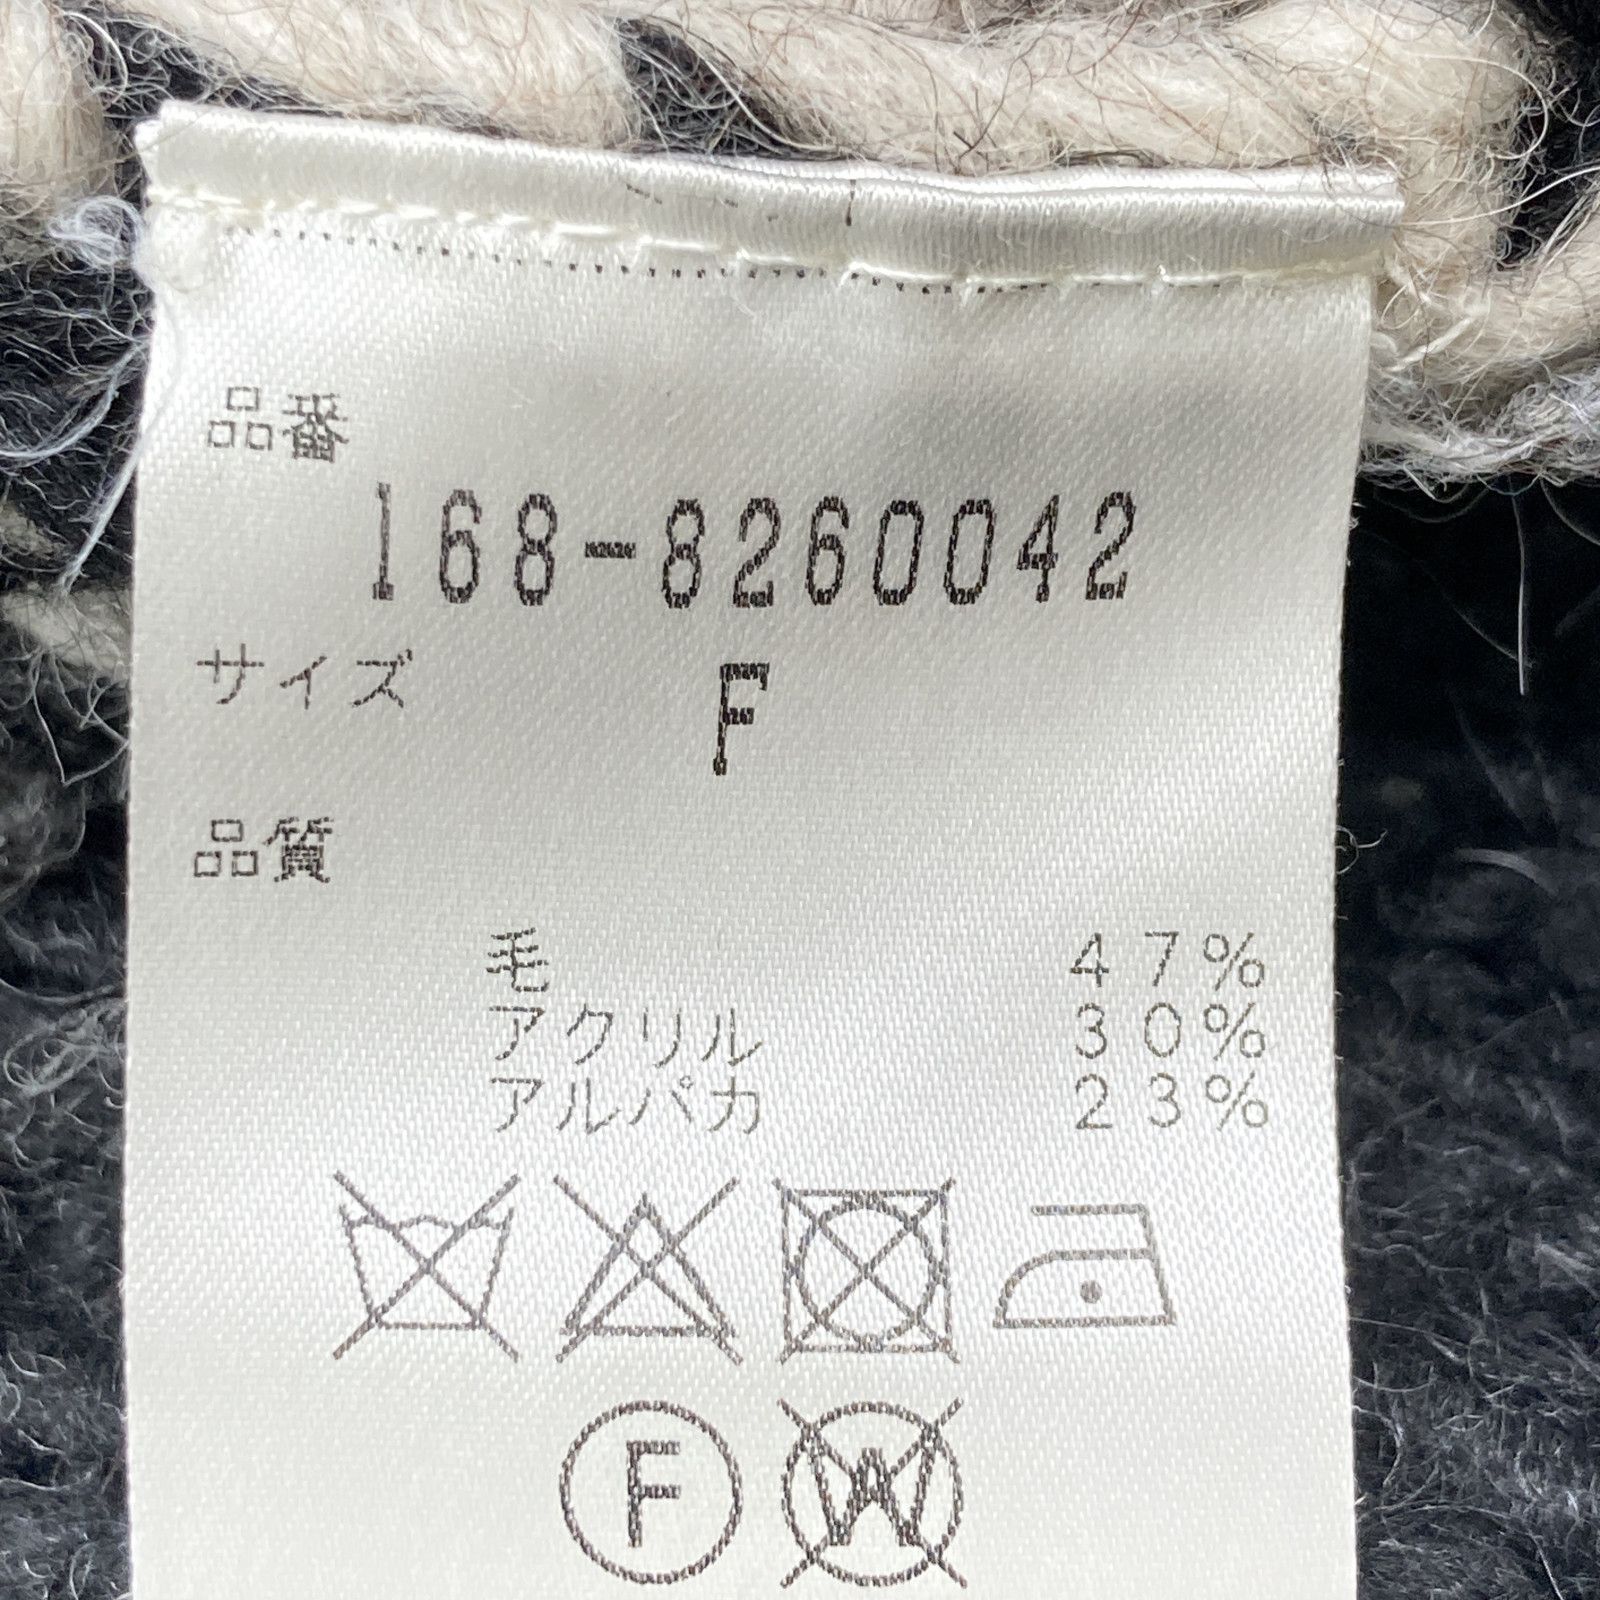 品番
168-8260042
サイズ F
品質
毛 47%
アクリル 30%
アルパカ 23%
F W